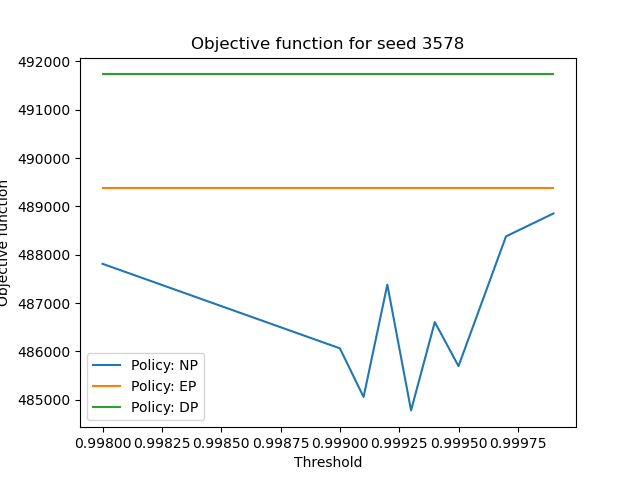 Objective function for seed 3578
492000
491000
490000
489000
488000
487000
486000
485000
Objective function
Policy: NP
Policy: EP
Policy: DP
0.99800 0.99825 0.99850 0.99875 0.99900 0.99925 0.99950 0.99975
Threshold